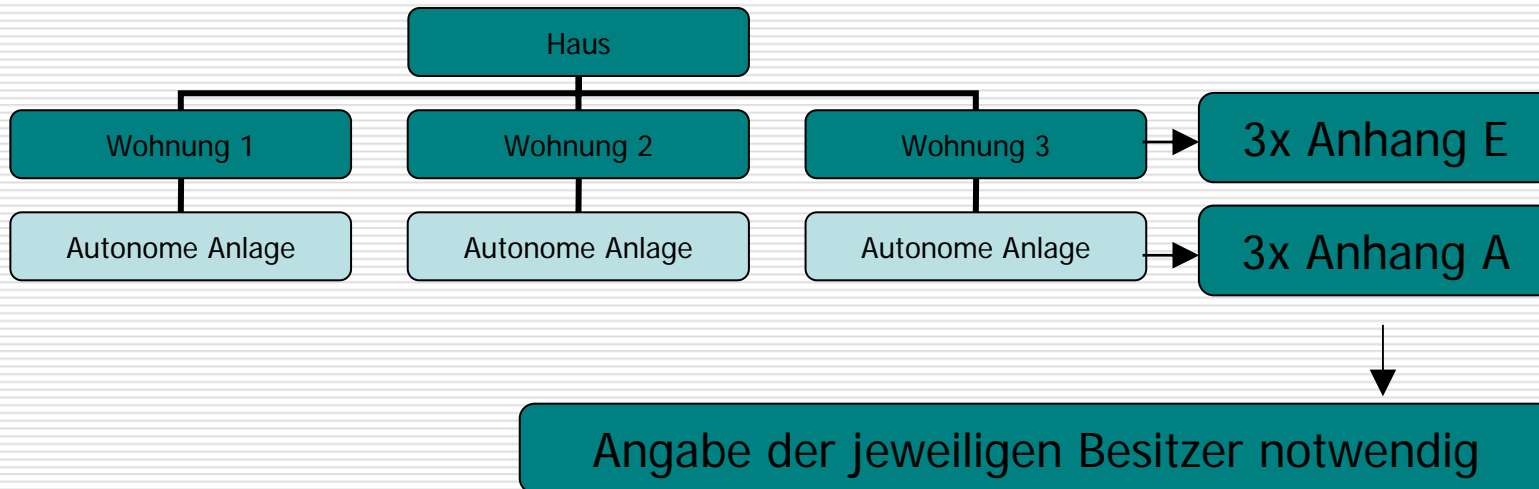 Haus
Wohnung 1
Wohnung 2
Wohnung 3
3x Anhang E
Autonome Anlage
Autonome Anlage
Autonome Anlage
3x Anhang A
Angabe der jeweiligen Besitzer notwendig